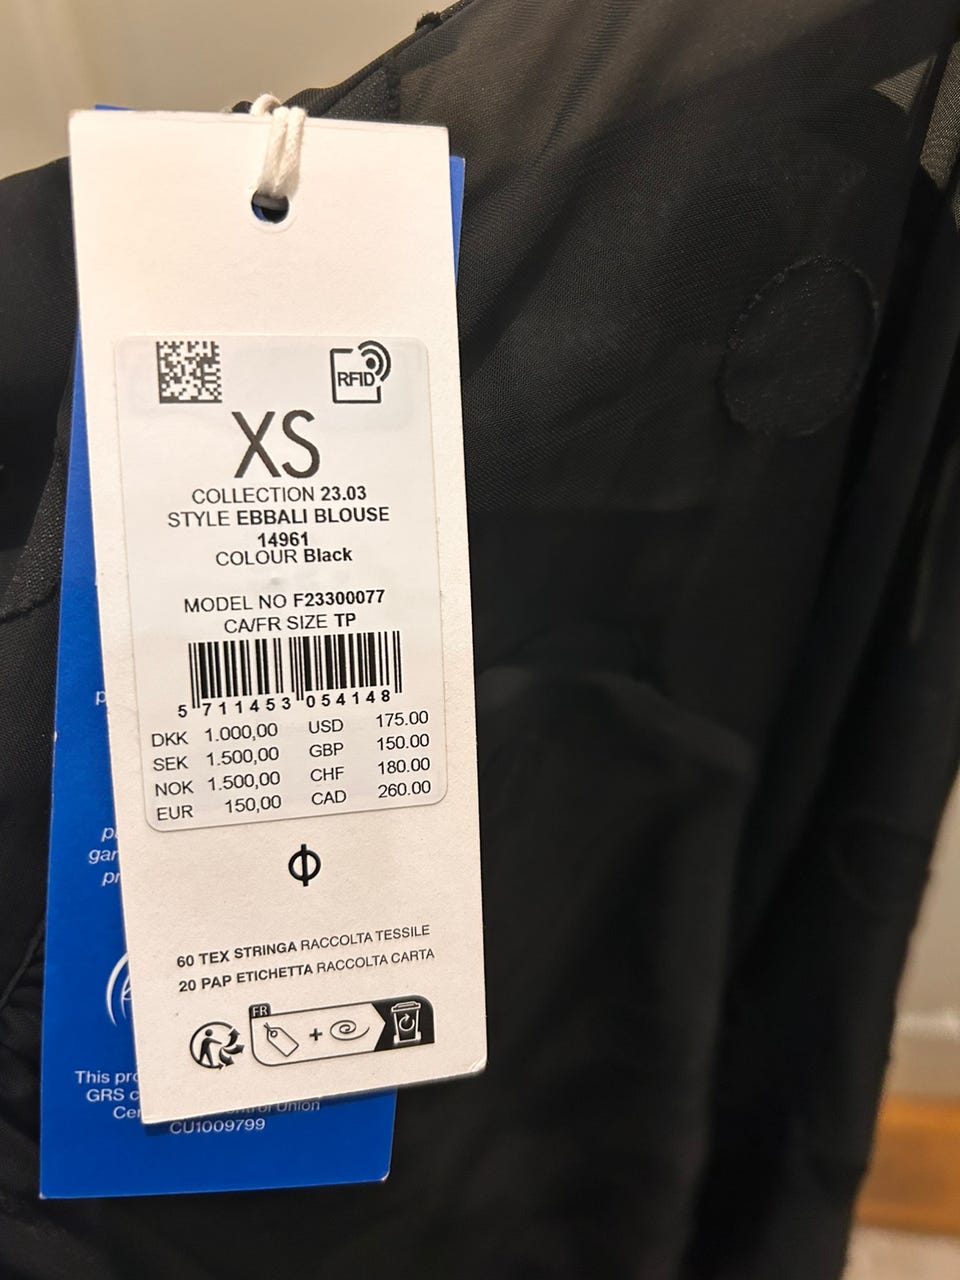 RFID
XS
COLLECTION 23.03
STYLE EBBALI BLOUSE
14961
COLOUR Black
MODEL NO F23300077
CA/FR SIZE TP
5 711453 054148
DKK 1.000,00 USD 175.00
SEK 1.500,00 GBP 150.00
NOK 1.500,00 CHF 180.00
EUR 150,00 CAD 260.00
60 TEX STRINGA RACCOLTA TESSILE
20 PAP ETICHETTA RACCOLTA CARTA
FR
+
This
GRS
Union
CU1009799